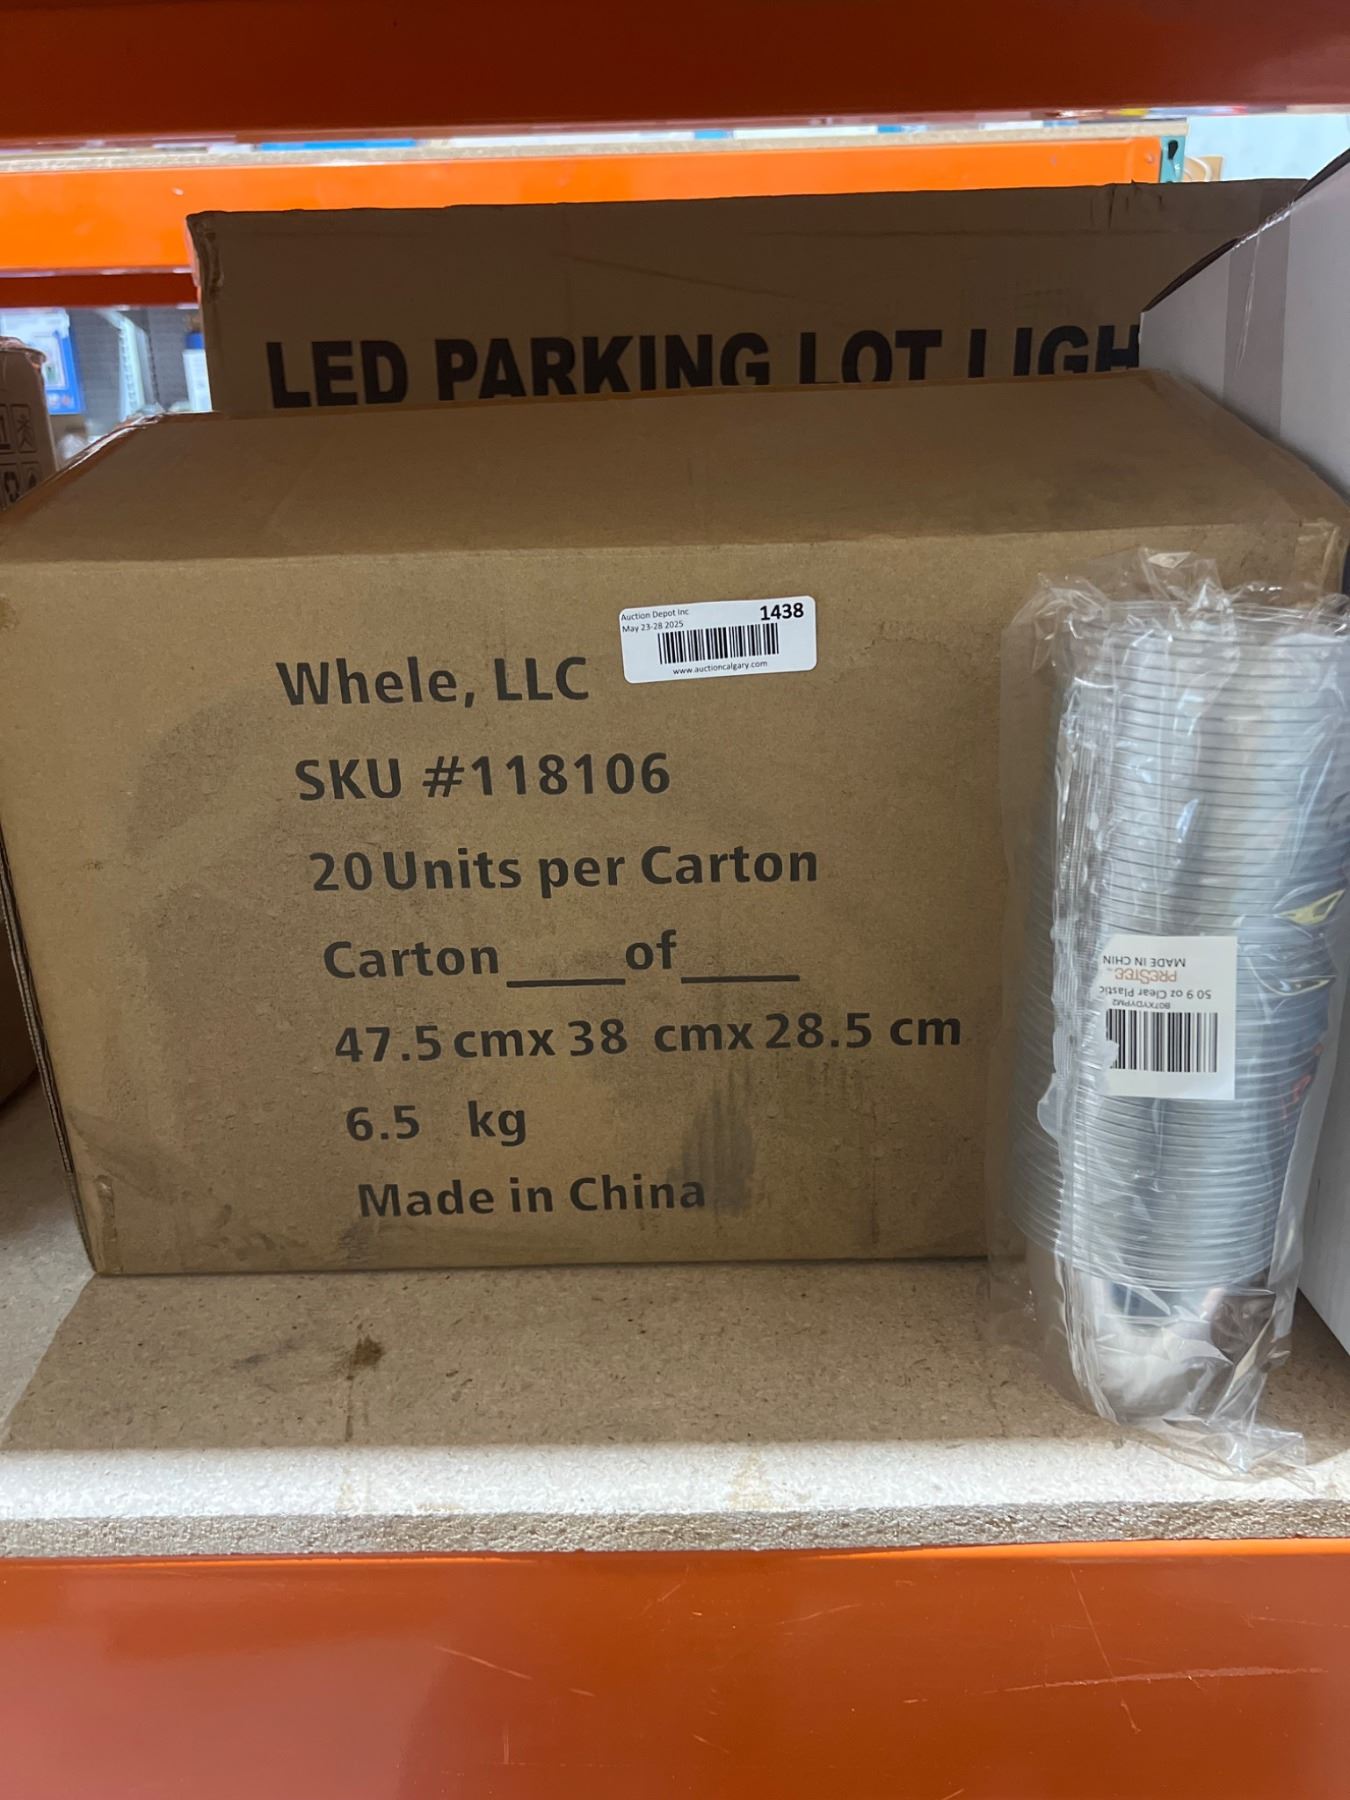 LED PARKING LOT LIGH
Auction Depot Inc 1438
May 23-28 2025
www.auctioncalgary.com
Whele, LLC
SKU #118106
20 Units per Carton
Carton____of____
47.5 cmx 38 cmx 28.5 cm
6.5 kg
Made in China
B07XYDYPM2
50 9 oz Clear Plastic
PRESTEE
MADE IN CHIN